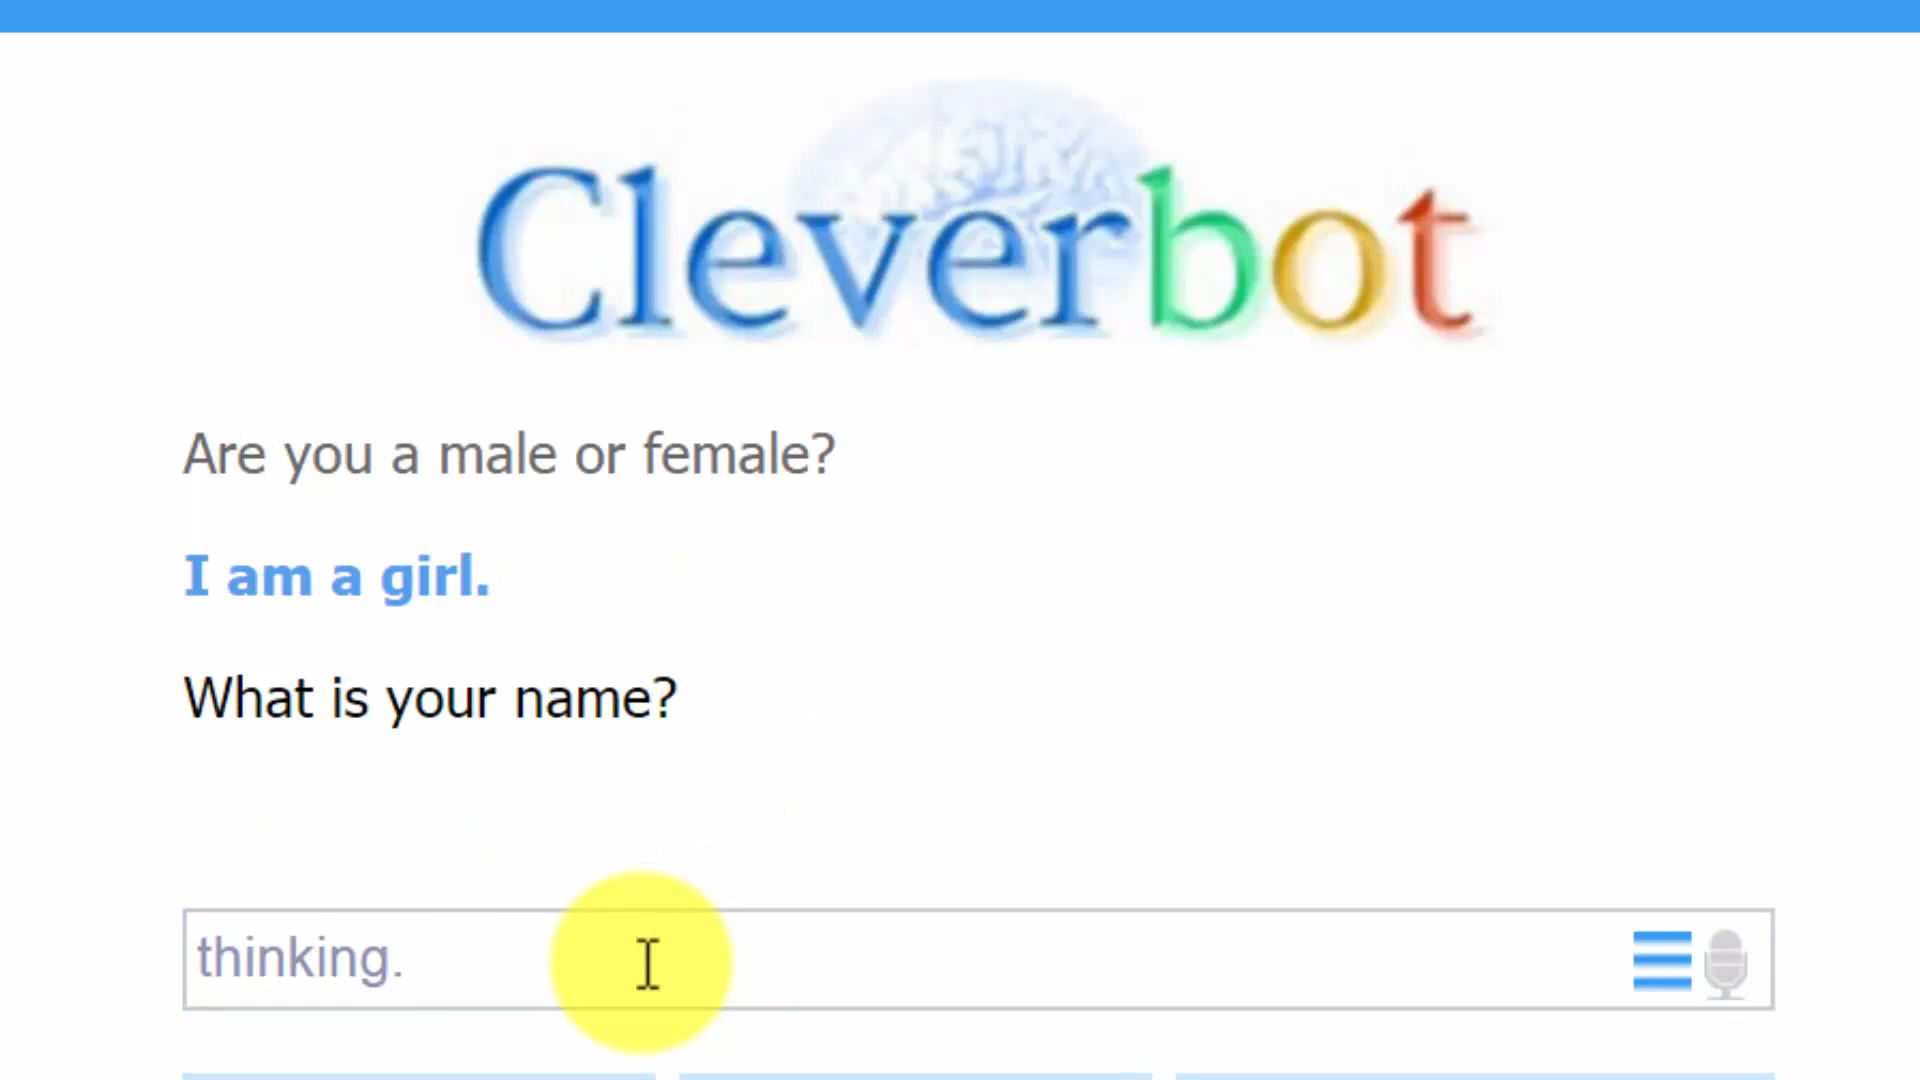 Cleverbot
Are you a male or female?
I am a girl.
What is your name?
thinking.